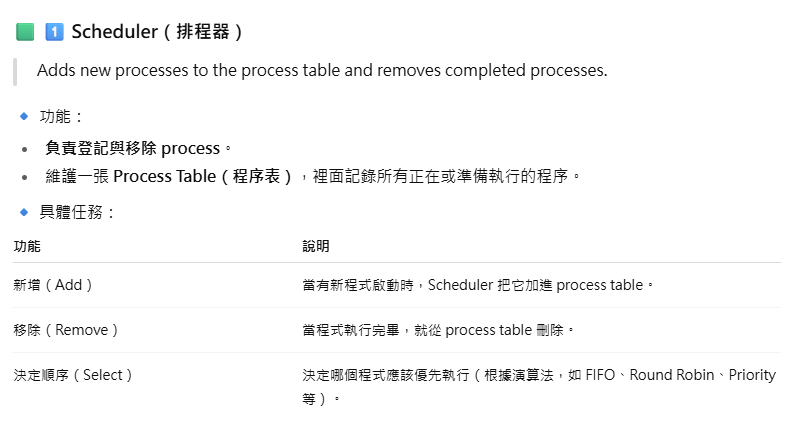 🟩 1️⃣ Scheduler（排程器）
Adds new processes to the process table and removes completed processes.
🔹 功能：
• 負責登記與移除 process。
• 維護一張 Process Table（程序表），裡面記錄所有正在或準備執行的程序。
🔹 具體任務：
功能 說明
新增（Add） 當有新程式啟動時，Scheduler 把它加進 process table。
移除（Remove） 當程式執行完畢，就從 process table 刪除。
決定順序（Select） 決定哪個程式應該優先執行（根據演算法，如 FIFO、Round Robin、Priority
等）。